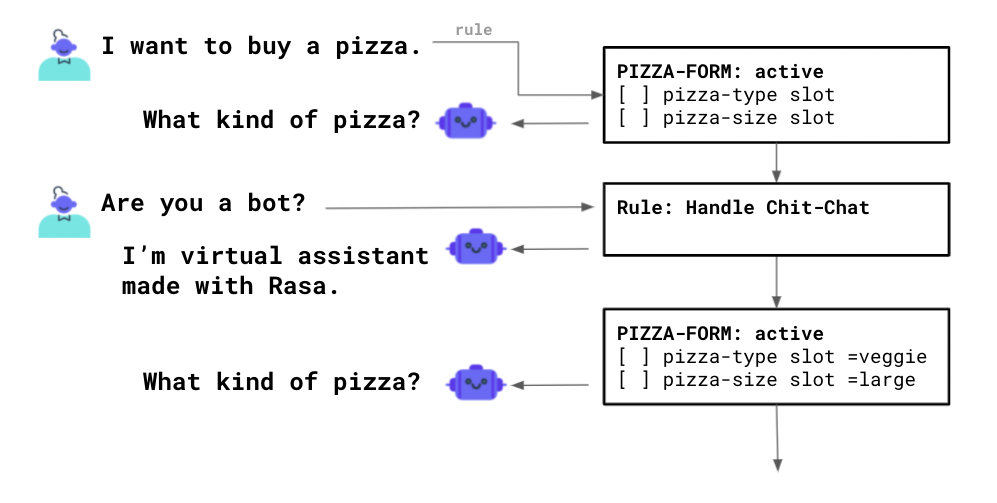 I want to buy a pizza.
rule
PIZZA-FORM: active
[ ] pizza-type slot
[ ] pizza-size slot
What kind of pizza?
Are you a bot?
Rule: Handle Chit-Chat
I’m virtual assistant
made with Rasa.
PIZZA-FORM: active
[ ] pizza-type slot =veggie
[ ] pizza-size slot =large
What kind of pizza?